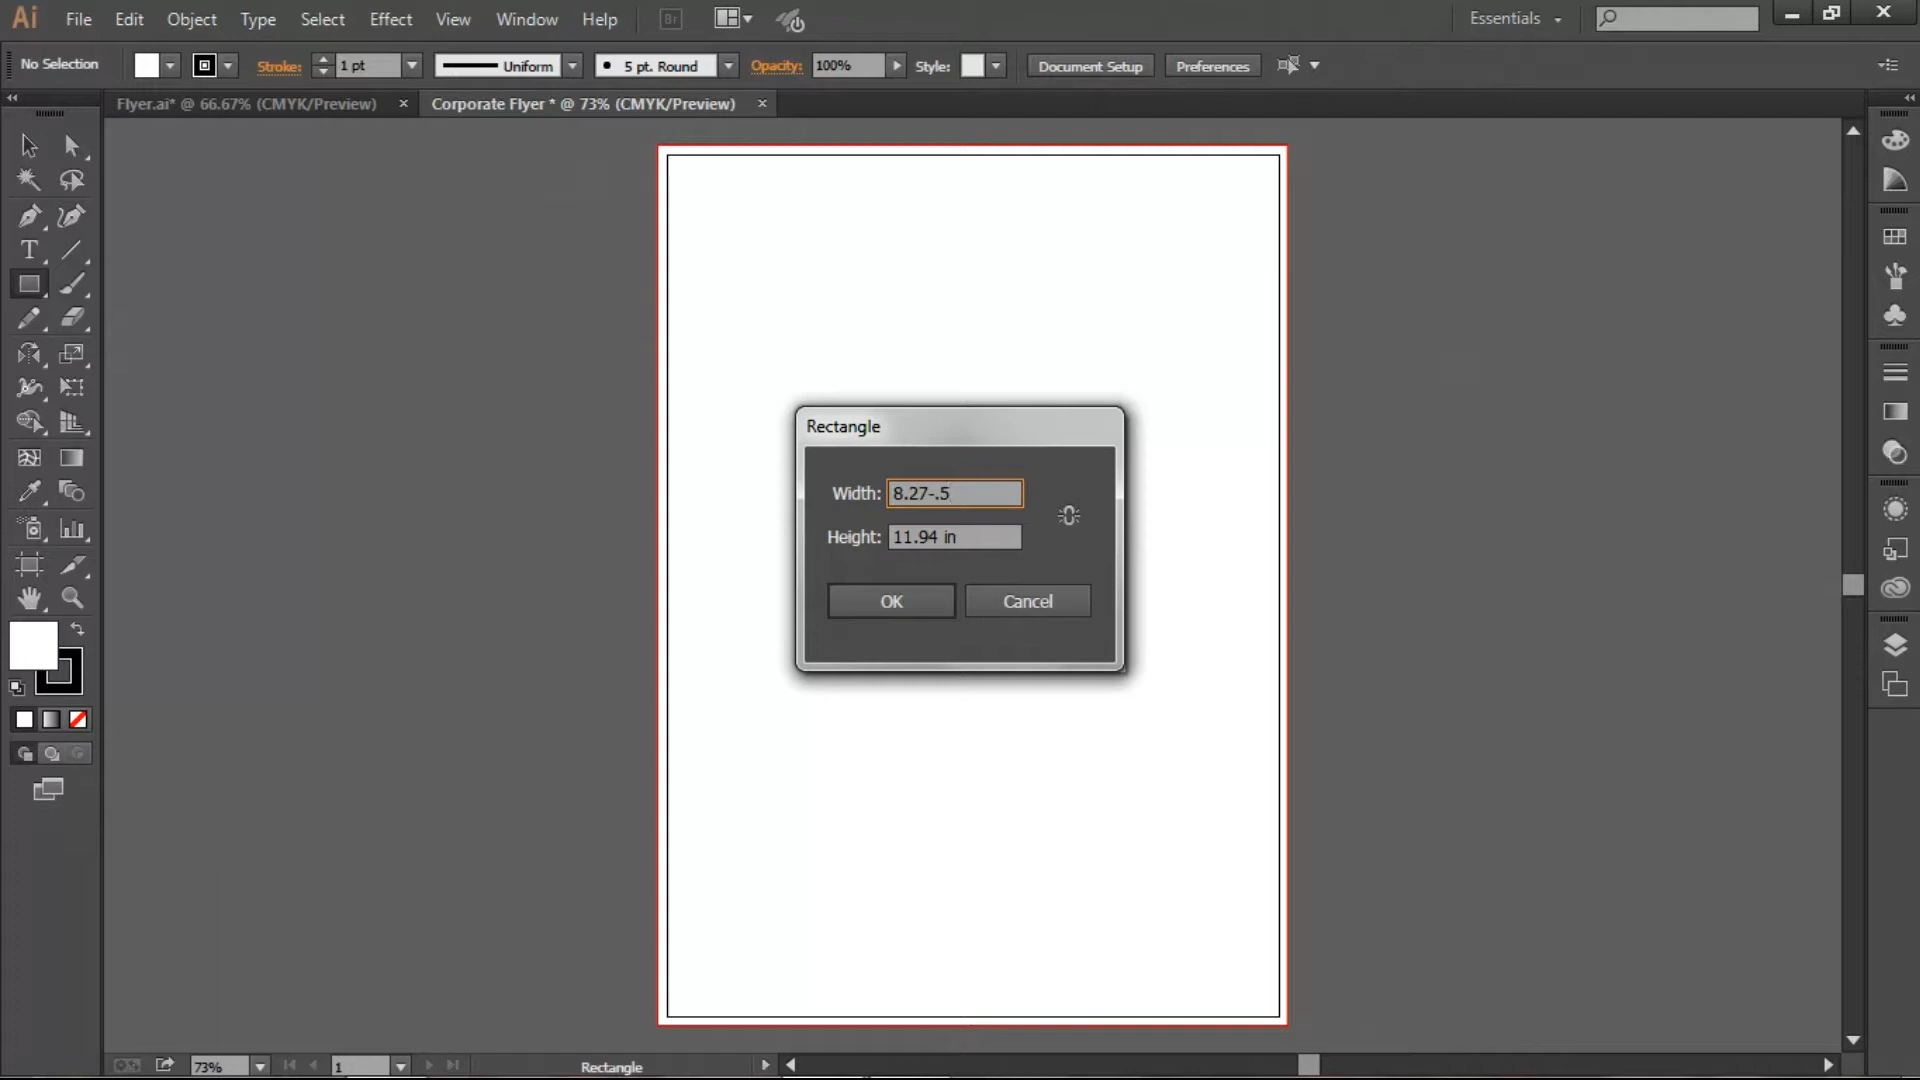 Ai File Edit Object Type Select Effect View Window Help Br Essentials
No Selection Stroke: 1 pt Uniform 5 pt. Round Opacity: 100% Style: Document Setup Preferences
Flyer.ai* @ 66.67% (CMYK/Preview) × Corporate Flyer * @ 73% (CMYK/Preview) ×
Rectangle
Width: 8.27-.5
Height: 11.94 in
OK Cancel
73% 1 Rectangle